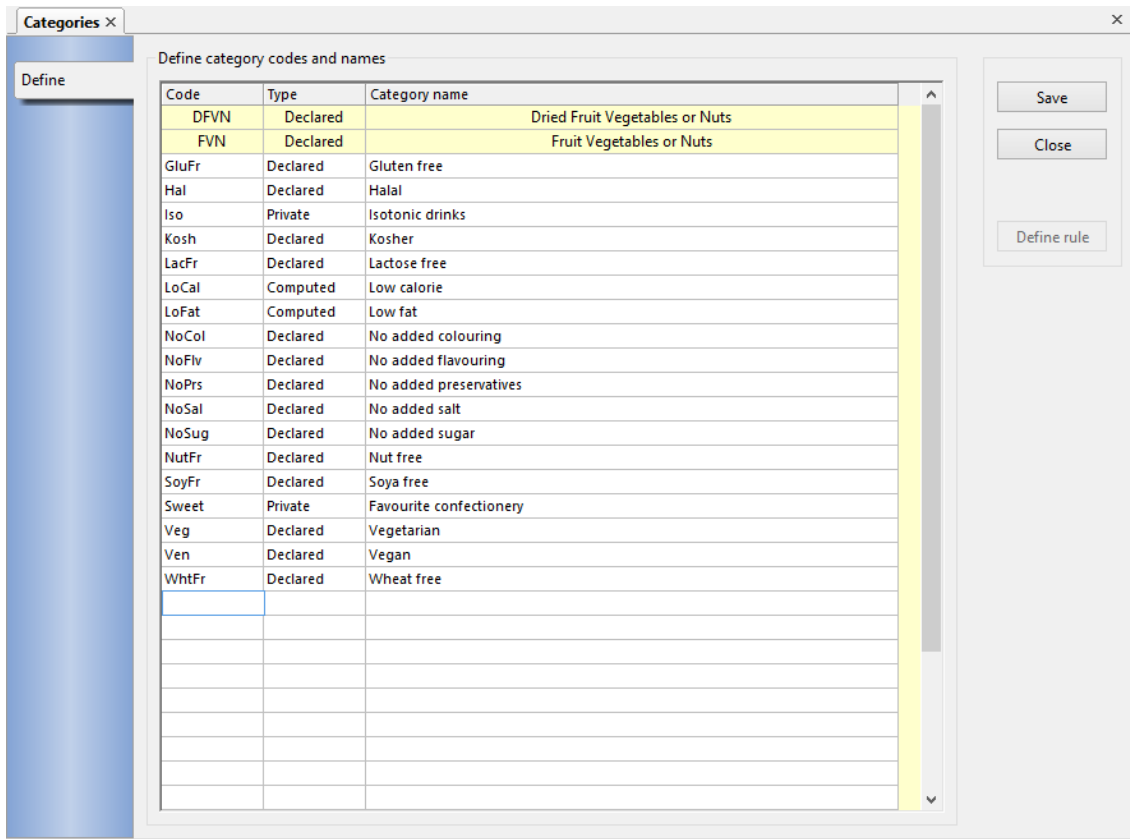 Categories
Define
Define category codes and names
Code Type Category name
DFVN Declared Dried Fruit Vegetables or Nuts
FVN Declared Fruit Vegetables or Nuts
GluFr Declared Gluten free
Hal Declared Halal
Iso Private Isotonic drinks
Kosh Declared Kosher
LacFr Declared Lactose free
LoCal Computed Low calorie
LoFat Computed Low fat
NoCol Declared No added colouring
NoFlv Declared No added flavouring
NoPrs Declared No added preservatives
NoSal Declared No added salt
NoSug Declared No added sugar
NutFr Declared Nut free
SoyFr Declared Soya free
Sweet Private Favourite confectionery
Veg Declared Vegetarian
Ven Declared Vegan
WhtFr Declared Wheat free
Save
Close
Define rule